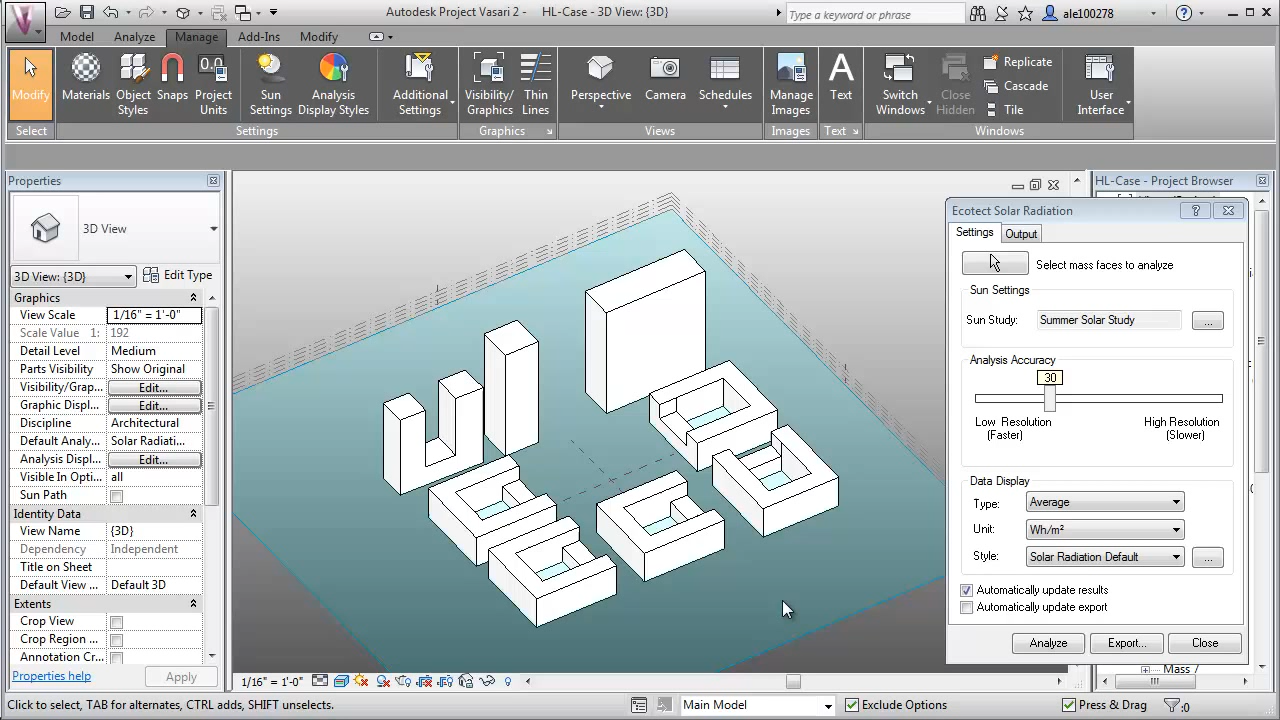 Autodesk Project Vasari 2 - HL-Case - 3D View: {3D}
Type a keyword or phrase
ale100278
Model Analyze Manage Add-Ins Modify
Modify
Materials
Object Styles
Snaps
Project Units
Sun Settings
Analysis Display Styles
Additional Settings
Visibility/ Graphics
Thin Lines
Perspective
Camera
Schedules
Manage Images
Text
Switch Windows
Close Hidden
Replicate
Cascade
Tile
User Interface
Select Settings Graphics Views Images Text Windows
Properties
3D View
3D View: {3D} Edit Type
Graphics
View Scale 1/16" = 1'-0"
Scale Value 1: 192
Detail Level Medium
Parts Visibility Show Original
Visibility/Grap... Edit...
Graphic Displ... Edit...
Discipline Architectural
Default Analy... Solar Radiati...
Analysis Displ... Edit...
Visible In Opti... all
Sun Path
Identity Data
View Name {3D}
Dependency Independent
Title on Sheet
Default View ... Default 3D
Extents
Crop View
Crop Region ...
Annotation Cr...
Properties help Apply
HL-Case - Project Browser
Ecotect Solar Radiation
Settings Output
Select mass faces to analyze
Sun Settings
Sun Study: Summer Solar Study ...
Analysis Accuracy
30
Low Resolution (Faster)
High Resolution (Slower)
Data Display
Type: Average
Unit: Wh/m²
Style: Solar Radiation Default ...
Automatically update results
Automatically update export
Analyze Export... Close
Mass 7
1/16" = 1'-0"
Click to select, TAB for alternates, CTRL adds, SHIFT unselects.
Main Model
Exclude Options
Press & Drag
:0